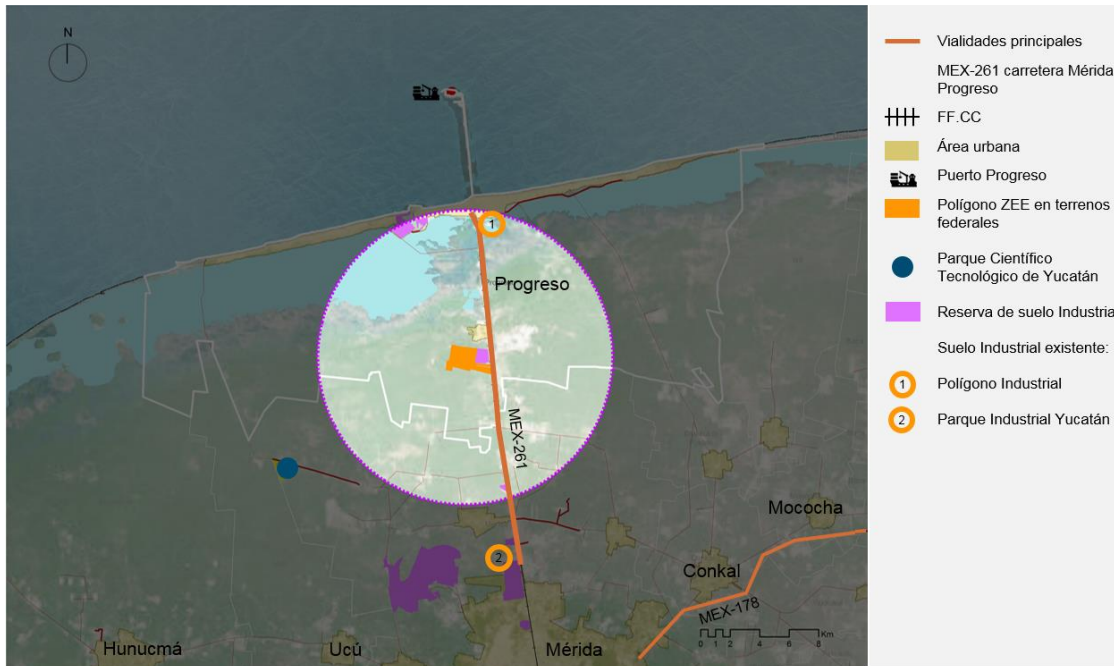 N
1
Progreso
MEX-261
2
Mococha
Conkal
MEX-178
0 1 2 4 6 8 Km
Hunucmá
Ucú
Mérida
Vialidades principales
MEX-261 carretera Mérida
Progreso
FF.CC
Área urbana
Puerto Progreso
Polígono ZEE en terrenos
federales
Parque Científico
Tecnológico de Yucatán
Reserva de suelo Industria
Suelo Industrial existente:
1
Polígono Industrial
2
Parque Industrial Yucatán